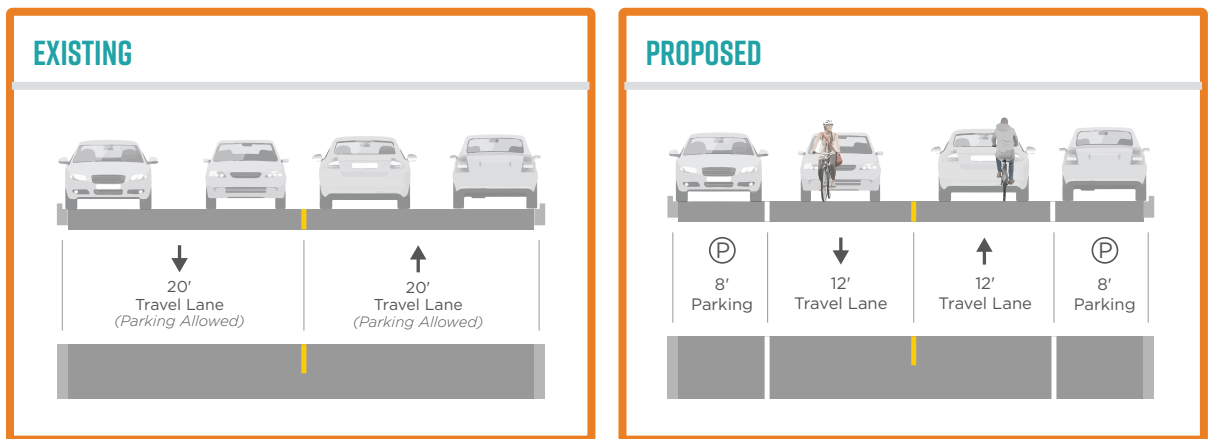 EXISTING
20'
Travel Lane
(Parking Allowed)
20'
Travel Lane
(Parking Allowed)
PROPOSED
P
8'
Parking
12'
Travel Lane
12'
Travel Lane
P
8'
Parking